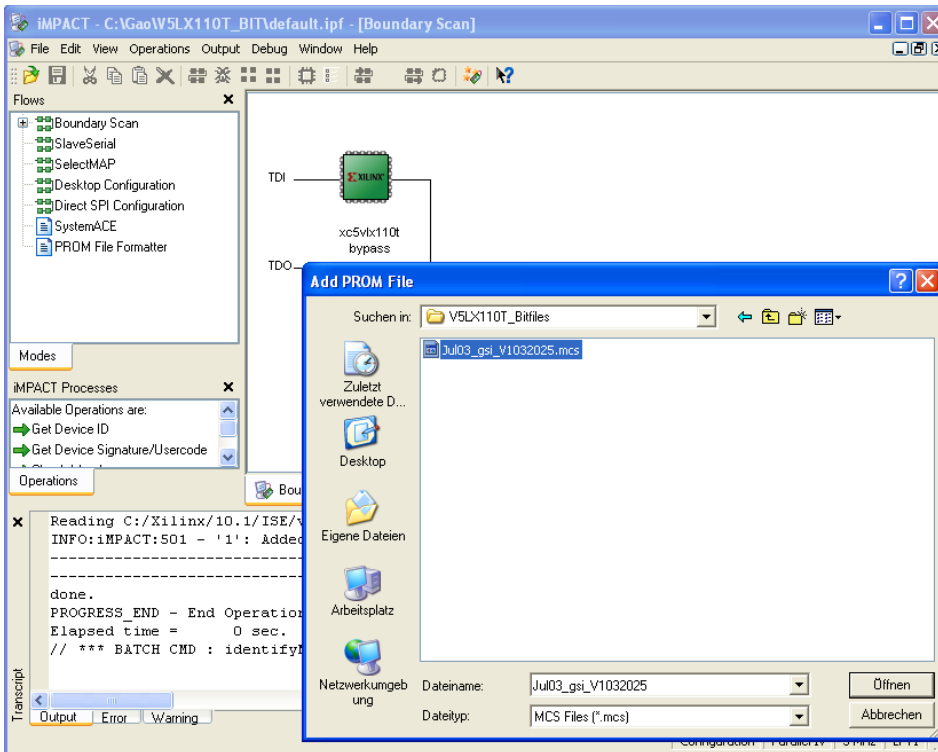 iMPACT - C:\Gao\V5LX110T_BIT\default.ipf - [Boundary Scan]
File Edit View Operations Output Debug Window Help
Flows
Boundary Scan
SlaveSerial
SelectMAP
Desktop Configuration
Direct SPI Configuration
SystemACE
PROM File Formatter
Modes
iMPACT Processes
Available Operations are:
Get Device ID
Get Device Signature/Usercode
Operations
TDI
XILINX
xc5vlx110t
bypass
TDO
Bou
Add PROM File
Suchen in:
V5LX110T_Bitfiles
Jul03_gsi_V1032025.mcs
Zuletzt
verwendete D...
Desktop
Eigene Dateien
Arbeitsplatz
Netzwerkumgeb
ung
Dateiname:
Jul03_gsi_V1032025
Öffnen
Dateityp:
MCS Files (*.mcs)
Abbrechen
Reading C:/Xilinx/10.1/ISE/v
INFO:iMPACT:501 - '1': Added
----------------------------------
----------------------------------
done.
PROGRESS_END - End Operation
Elapsed time = 0 sec.
// *** BATCH CMD : identifyM
Transcript
Output
Error
Warning